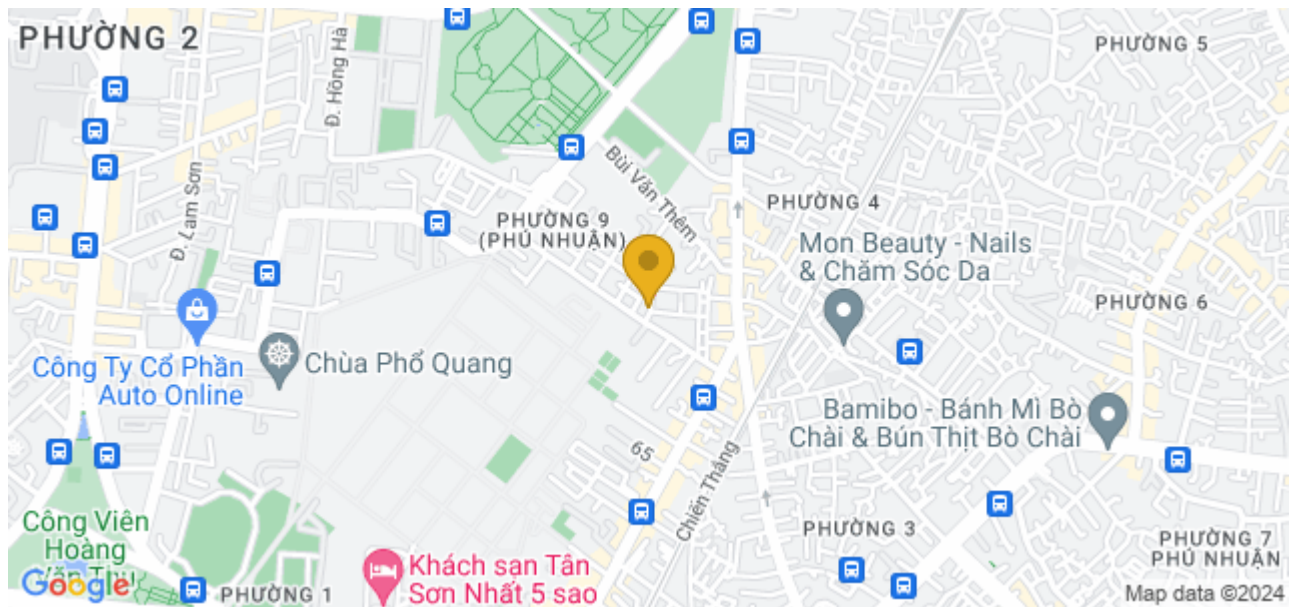 PHƯỜNG 2
Đ. Hồng Hà
PHƯỜNG 5
Đ. Lam Sơn
Bùi Văn Thêm
PHƯỜNG 4
PHƯỜNG 9
(PHÚ NHUẬN)
Mon Beauty - Nails
& Chăm Sóc Da
PHƯỜNG 6
Công Ty Cổ Phần
Auto Online
Chùa Phổ Quang
Bamibo - Bánh Mì Bò
Chài & Bún Thịt Bò Chài
65
Chiến Thắng
Công Viên
Hoàng
Văn Thụ
PHƯỜNG 3
PHƯỜNG 7
PHÚ NHUẬN
Khách sạn Tân
Sơn Nhất 5 sao
Google
PHƯỜNG 1
Map data ©2024